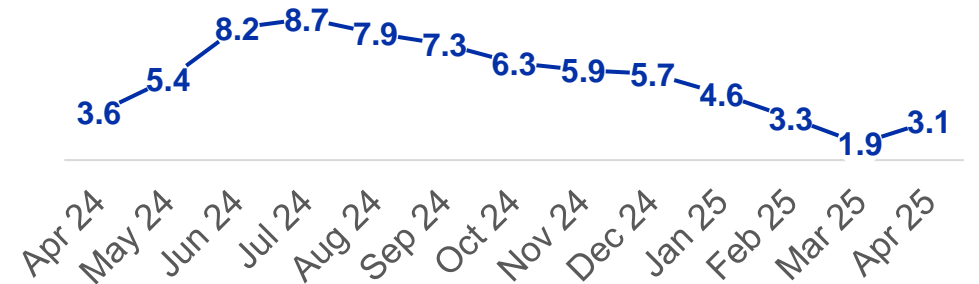 3.6
5.4
8.2
8.7
7.9
7.3
6.3
5.9
5.7
4.6
3.3
1.9
3.1
Apr 24
May 24
Jun 24
Jul 24
Aug 24
Sep 24
Oct 24
Nov 24
Dec 24
Jan 25
Feb 25
Mar 25
Apr 25